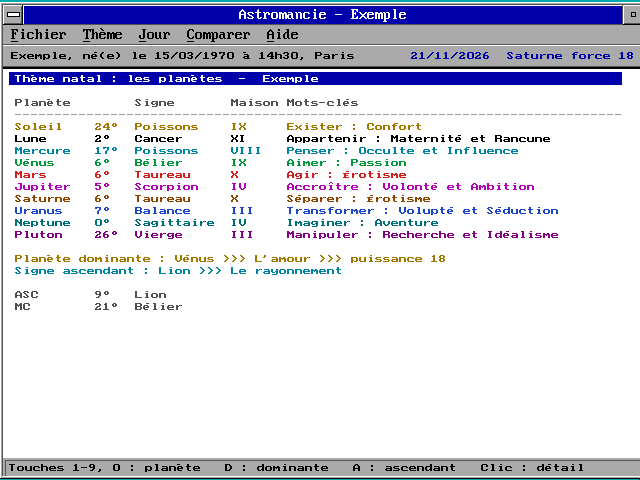 Astromancie - Exemple
Fichier Thème Jour Comparer Aide
Exemple, né(e) le 15/03/1970 à 14h30, Paris 21/11/2026 Saturne force 18
Thème natal : les planètes - Exemple
Planète Signe Maison Mots-clés
Soleil 24° Poissons IX Exister : Confort
Lune 2° Cancer XI Appartenir : Maternité et Rancune
Mercure 17° Poissons VIII Penser : Occulte et Influence
Vénus 6° Bélier IX Aimer : Passion
Mars 6° Taureau X Agir : érotisme
Jupiter 5° Scorpion IV Accroître : Volonté et Ambition
Saturne 6° Taureau X Séparer : érotisme
Uranus 7° Balance III Transformer : Volupté et Séduction
Neptune 0° Sagittaire IV Imaginer : Aventure
Pluton 26° Vierge III Manipuler : Recherche et Idéalisme
Planète dominante : Vénus >>> L'amour >>> puissance 18
Signe ascendant : Lion >>> Le rayonnement
ASC 9° Lion
MC 21° Bélier
Touches 1-9, 0 : planète D : dominante A : ascendant Clic : détail